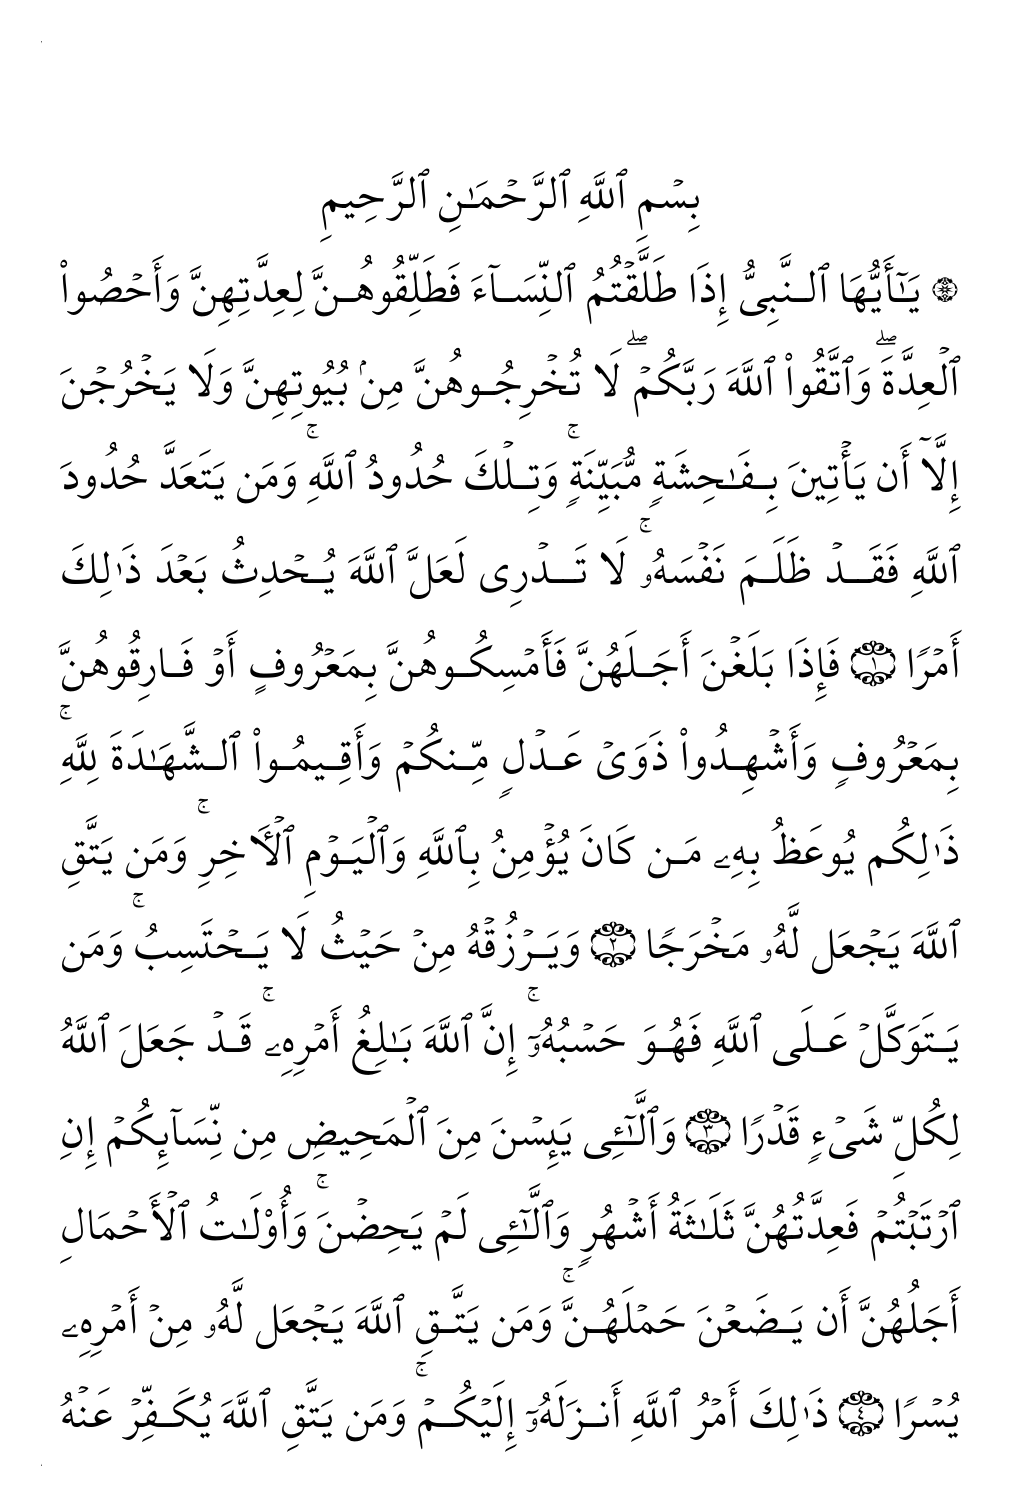 بِسۡمِ ٱللَّهِ ٱلرَّحۡمَـٰنِ ٱلرَّحِيمِ
۞ يَـٰٓأَيُّهَا ٱلنَّبِىُّ إِذَا طَلَّقۡتُمُ ٱلنِّسَآءَ فَطَلِّقُوهُنَّ لِعِدَّتِهِنَّ وَأَحۡصُوا۟
ٱلۡعِدَّةَۖ وَٱتَّقُوا۟ ٱللَّهَ رَبَّكُمۡۖ لَا تُخۡرِجُوهُنَّ مِنۢ بُيُوتِهِنَّ وَلَا يَخۡرُجۡنَ
إِلَّآ أَن يَأۡتِينَ بِفَـٰحِشَةٍ مُّبَيِّنَةٍۚ وَتِلۡكَ حُدُودُ ٱللَّهِۚ وَمَن يَتَعَدَّ حُدُودَ
ٱللَّهِ فَقَدۡ ظَلَمَ نَفۡسَهُۥۚ لَا تَدۡرِى لَعَلَّ ٱللَّهَ يُحۡدِثُ بَعۡدَ ذَٰلِكَ
أَمۡرًا ١ فَإِذَا بَلَغۡنَ أَجَلَهُنَّ فَأَمۡسِكُوهُنَّ بِمَعۡرُوفٍ أَوۡ فَارِقُوهُنَّ
بِمَعۡرُوفٍ وَأَشۡهِدُوا۟ ذَوَىۡ عَدۡلٍ مِّنكُمۡ وَأَقِيمُوا۟ ٱلشَّهَـٰدَةَ لِلَّهِۚ
ذَٰلِكُم يُوعَظُ بِهِۦ مَن كَانَ يُؤۡمِنُ بِٱللَّهِ وَٱلۡيَوۡمِ ٱلۡأَخِرِۚ وَمَن يَتَّقِ
ٱللَّهَ يَجۡعَل لَّهُۥ مَخۡرَجًا ٢ وَيَرۡزُقۡهُ مِنۡ حَيۡثُ لَا يَحۡتَسِبُۚ وَمَن
يَتَوَكَّلۡ عَلَى ٱللَّهِ فَهُوَ حَسۡبُهُۥٓۚ إِنَّ ٱللَّهَ بَـٰلِغُ أَمۡرِهِۦۚ قَدۡ جَعَلَ ٱللَّهُ
لِكُلِّ شَىۡءٍ قَدۡرًا ٣ وَٱلَّـٰٓئِى يَئِسۡنَ مِنَ ٱلۡمَحِيضِ مِن نِّسَآئِكُمۡ إِنِ
ٱرۡتَبۡتُمۡ فَعِدَّتُهُنَّ ثَلَـٰثَةُ أَشۡهُرٍ وَٱلَّـٰٓئِى لَمۡ يَحِضۡنَۚ وَأُو۟لَـٰتُ ٱلۡأَحۡمَالِ
أَجَلُهُنَّ أَن يَضَعۡنَ حَمۡلَهُنَّۚ وَمَن يَتَّقِ ٱللَّهَ يَجۡعَل لَّهُۥ مِنۡ أَمۡرِهِۦ
يُسۡرًا ٤ ذَٰلِكَ أَمۡرُ ٱللَّهِ أَنزَلَهُۥٓ إِلَيۡكُمۡۚ وَمَن يَتَّقِ ٱللَّهَ يُكَفِّرۡ عَنۡهُ